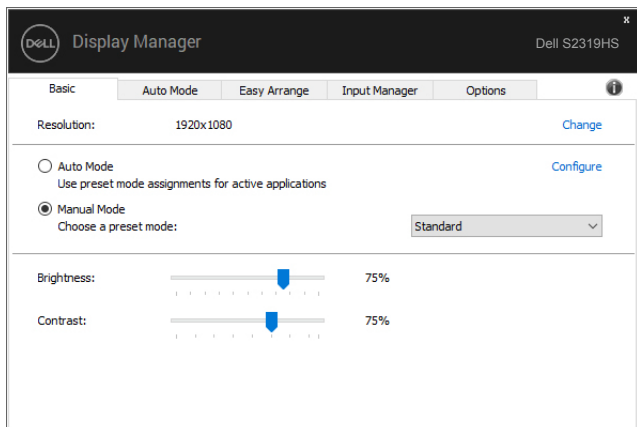 x
DELL Display Manager Dell S2319HS
Basic Auto Mode Easy Arrange Input Manager Options i
Resolution: 1920x1080 Change
Auto Mode Configure
Use preset mode assignments for active applications
Manual Mode
Choose a preset mode: Standard
Brightness: 75%
Contrast: 75%